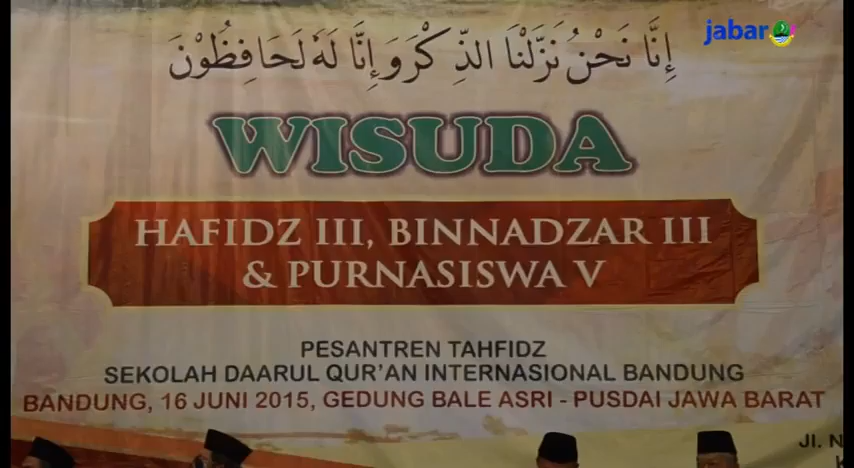 jabar
إِنَّا نَحْنُ نَزَّلْنَا الذِّكْرَ وَإِنَّا لَهُ لَحَافِظُوْنَ
WISUDA
HAFIDZ III, BINNADZAR III
& PURNASISWA V
PESANTREN TAHFIDZ
SEKOLAH DAARUL QUR'AN INTERNASIONAL BANDUNG
BANDUNG, 16 JUNI 2015, GEDUNG BALE ASRI - PUSDAI JAWA BARAT
Jl. N